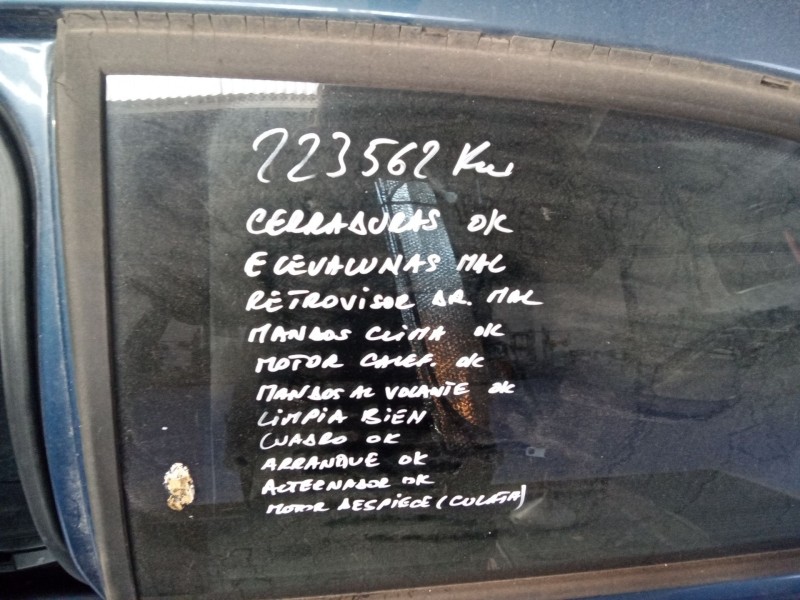 223562 Km
CERRADURAS OK
ELEVALUNAS MAL
RETROVISOR DR. MAL
MANDOS CLIMA OK
MOTOR CALEF. OK
MANDOS AL VOLANTE OK
LIMPIA BIEN
CUADRO OK
ARRANQUE OK
ALTERNADOR OK
MOTOR DESPIECE (CULATA)